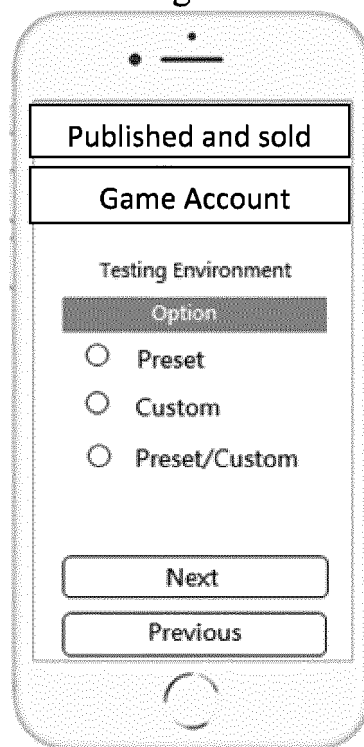 Published and sold
Game Account
Testing Environment
Option
Preset
Custom
Preset/Custom
Next
Previous